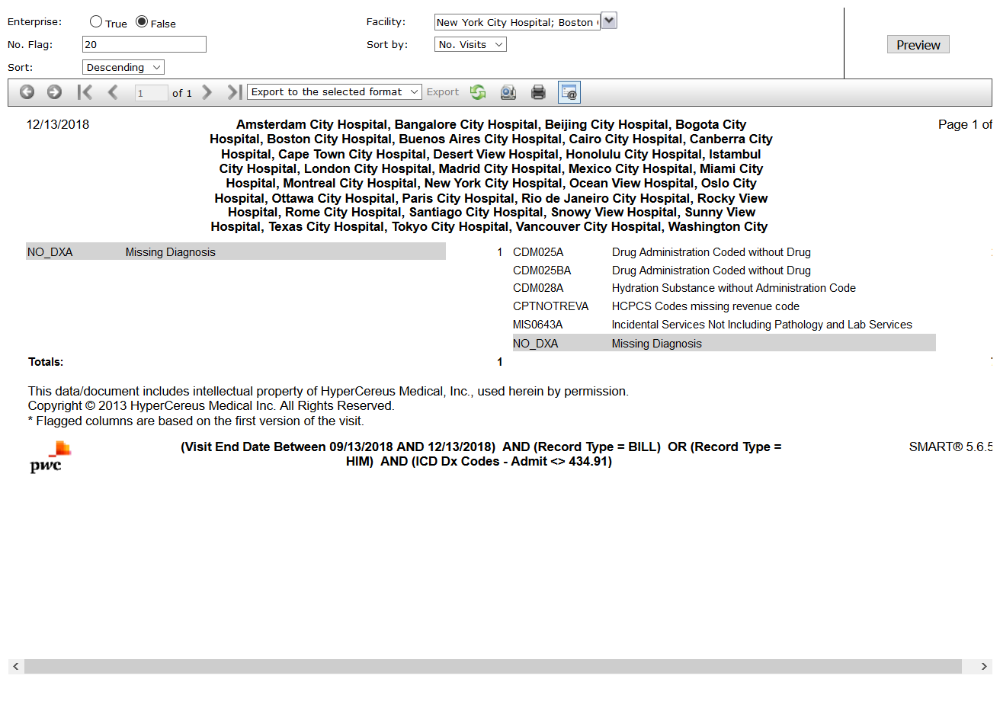 Enterprise: True False Facility: New York City Hospital; Boston
No. Flag: 20 Sort by: No. Visits
Preview
Sort: Descending
1 of 1 Export to the selected format Export
12/13/2018 Amsterdam City Hospital, Bangalore City Hospital, Beijing City Hospital, Bogota City Page 1 of
Hospital, Boston City Hospital, Buenos Aires City Hospital, Cairo City Hospital, Canberra City
Hospital, Cape Town City Hospital, Desert View Hospital, Honolulu City Hospital, Istambul
City Hospital, London City Hospital, Madrid City Hospital, Mexico City Hospital, Miami City
Hospital, Montreal City Hospital, New York City Hospital, Ocean View Hospital, Oslo City
Hospital, Ottawa City Hospital, Paris City Hospital, Rio de Janeiro City Hospital, Rocky View
Hospital, Rome City Hospital, Santiago City Hospital, Snowy View Hospital, Sunny View
Hospital, Texas City Hospital, Tokyo City Hospital, Vancouver City Hospital, Washington City
NO_DXA Missing Diagnosis 1 CDM025A Drug Administration Coded without Drug
CDM025BA Drug Administration Coded without Drug
CDM028A Hydration Substance without Administration Code
CPTNOTREVA HCPCS Codes missing revenue code
MIS0643A Incidental Services Not Including Pathology and Lab Services
NO_DXA Missing Diagnosis
Totals: 1
This data/document includes intellectual property of HyperCereus Medical, Inc., used herein by permission.
Copyright © 2013 HyperCereus Medical Inc. All Rights Reserved.
* Flagged columns are based on the first version of the visit.
pwc (Visit End Date Between 09/13/2018 AND 12/13/2018) AND (Record Type = BILL) OR (Record Type = SMART® 5.6.5
HIM) AND (ICD Dx Codes - Admit <> 434.91)